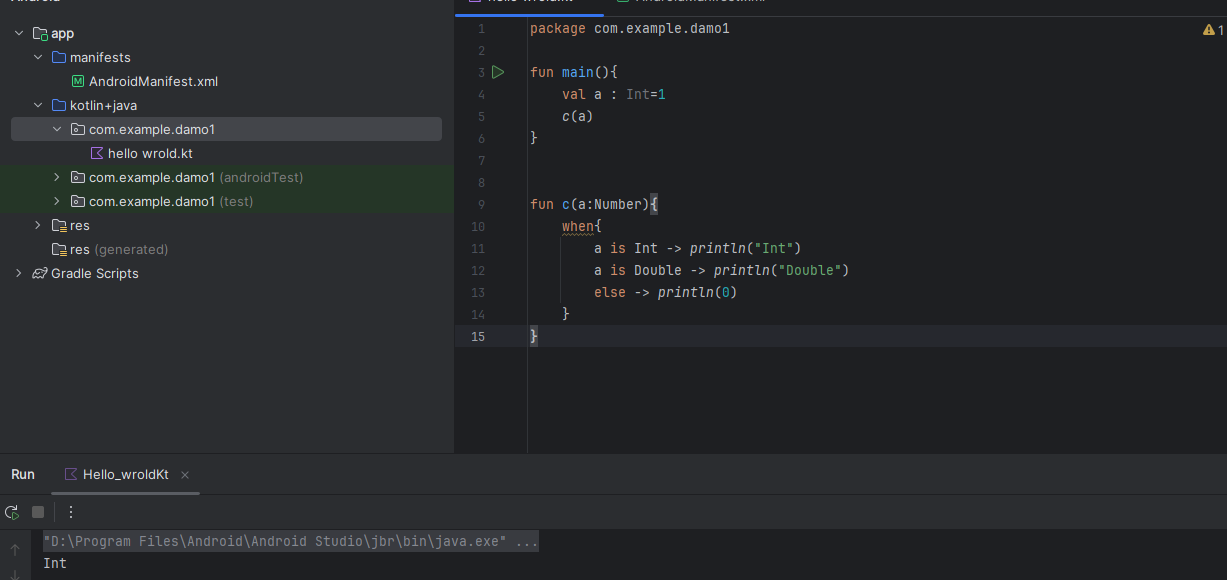 app
manifests
AndroidManifest.xml
kotlin+java
com.example.damo1
hello wrold.kt
com.example.damo1 (androidTest)
com.example.damo1 (test)
res
res (generated)
Gradle Scripts
1 package com.example.damo1
2
3 fun main(){
4 val a : Int=1
5 c(a)
6 }
7
8
9 fun c(a:Number){
10 when{
11 a is Int -> println("Int")
12 a is Double -> println("Double")
13 else -> println(0)
14 }
15 }
1
Run Hello_wroldKt
"D:\Program Files\Android\Android Studio\jbr\bin\java.exe" ...
Int